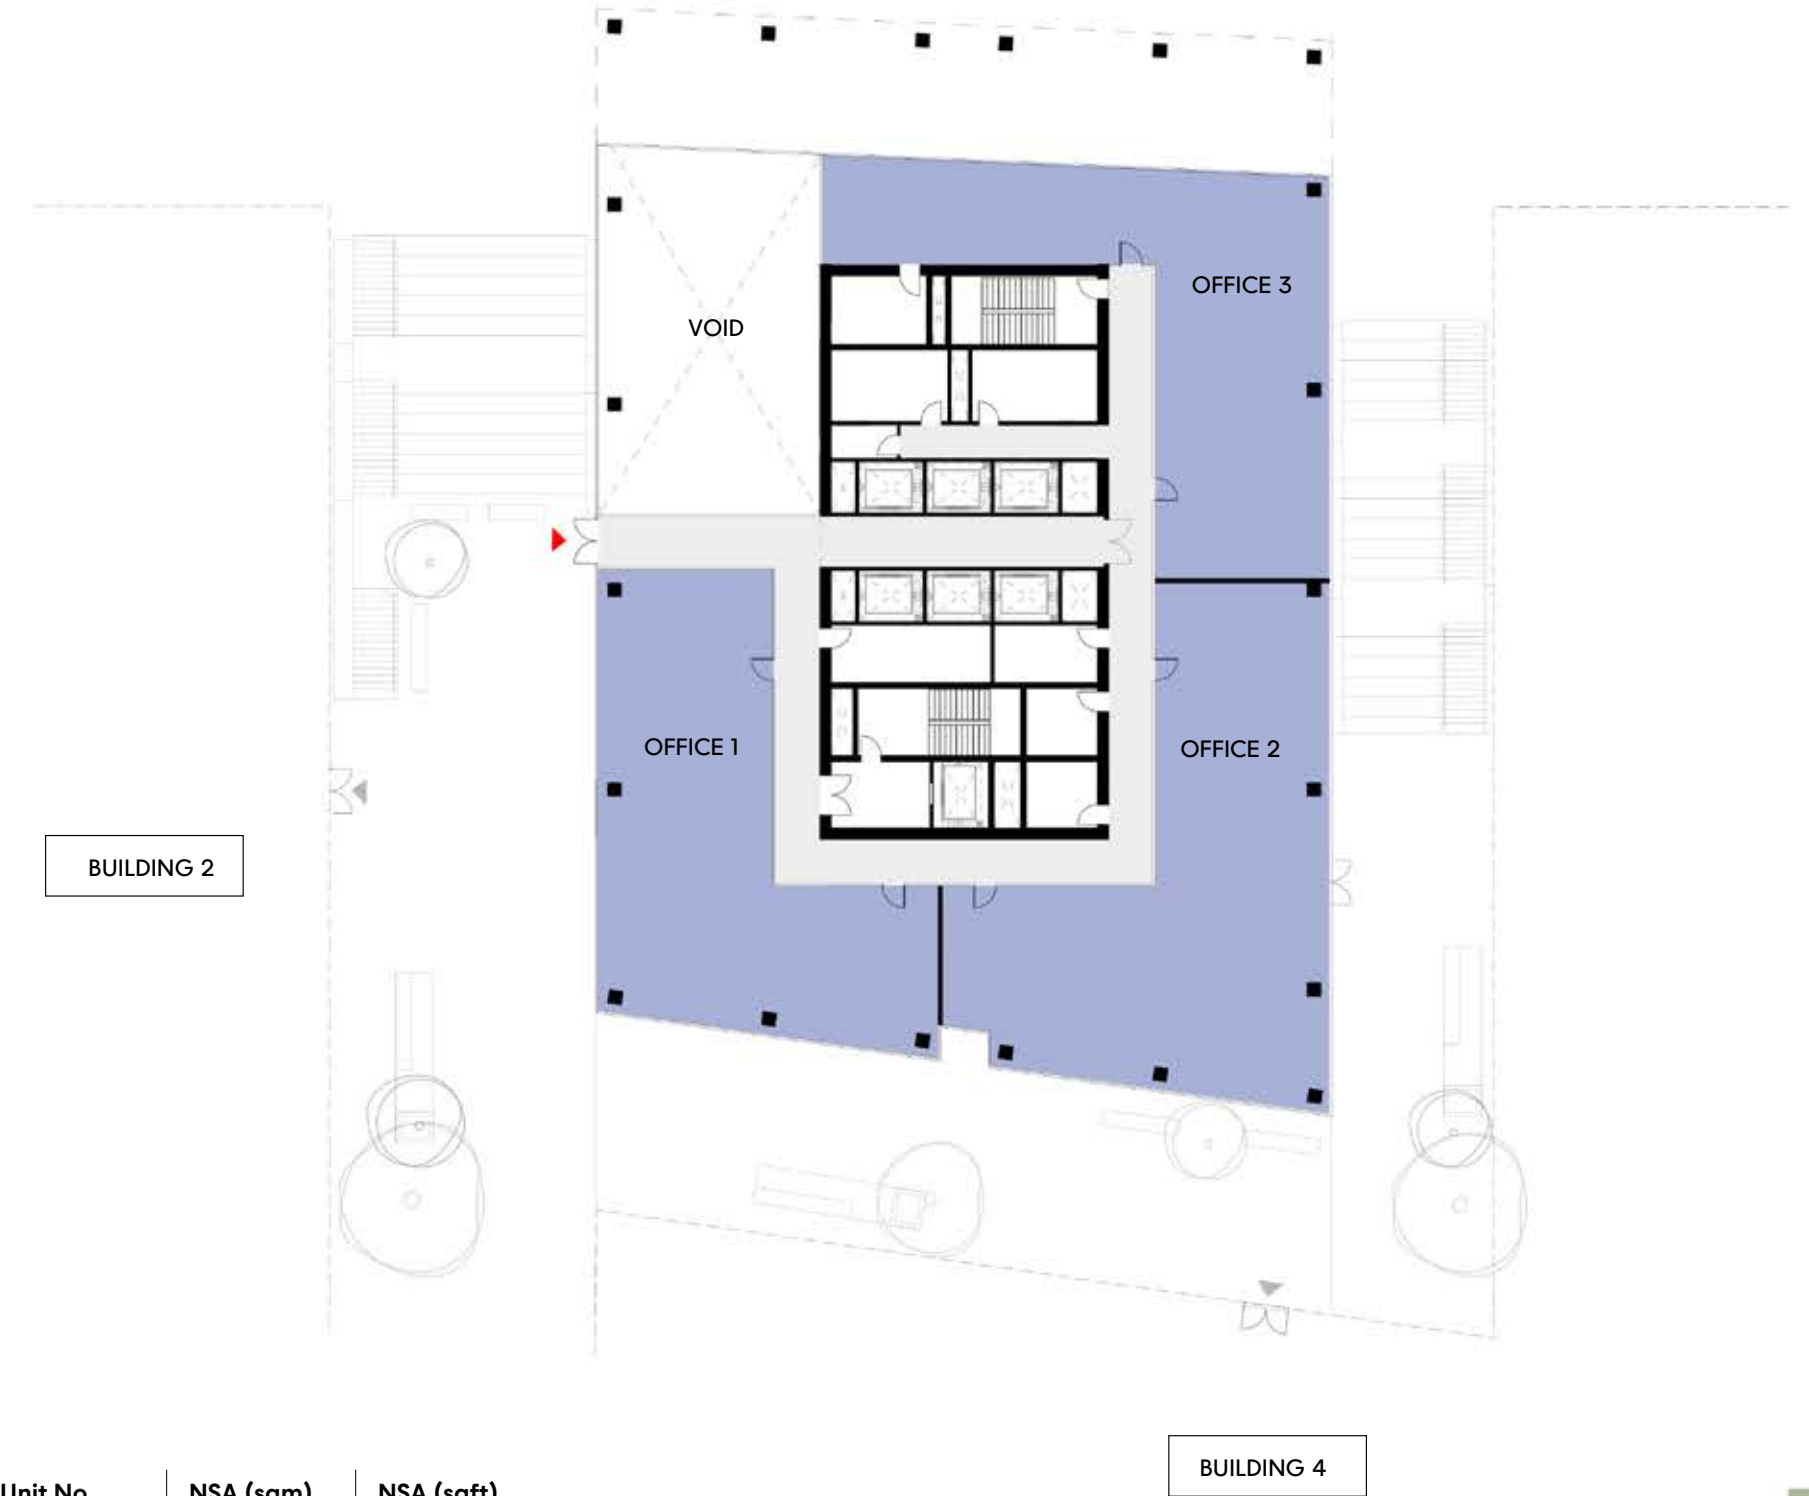 OFFICE 3
VOID
OFFICE 1
OFFICE 2
BUILDING 2
BUILDING 4
Unit No NSA (sqm) NSA (sqft)